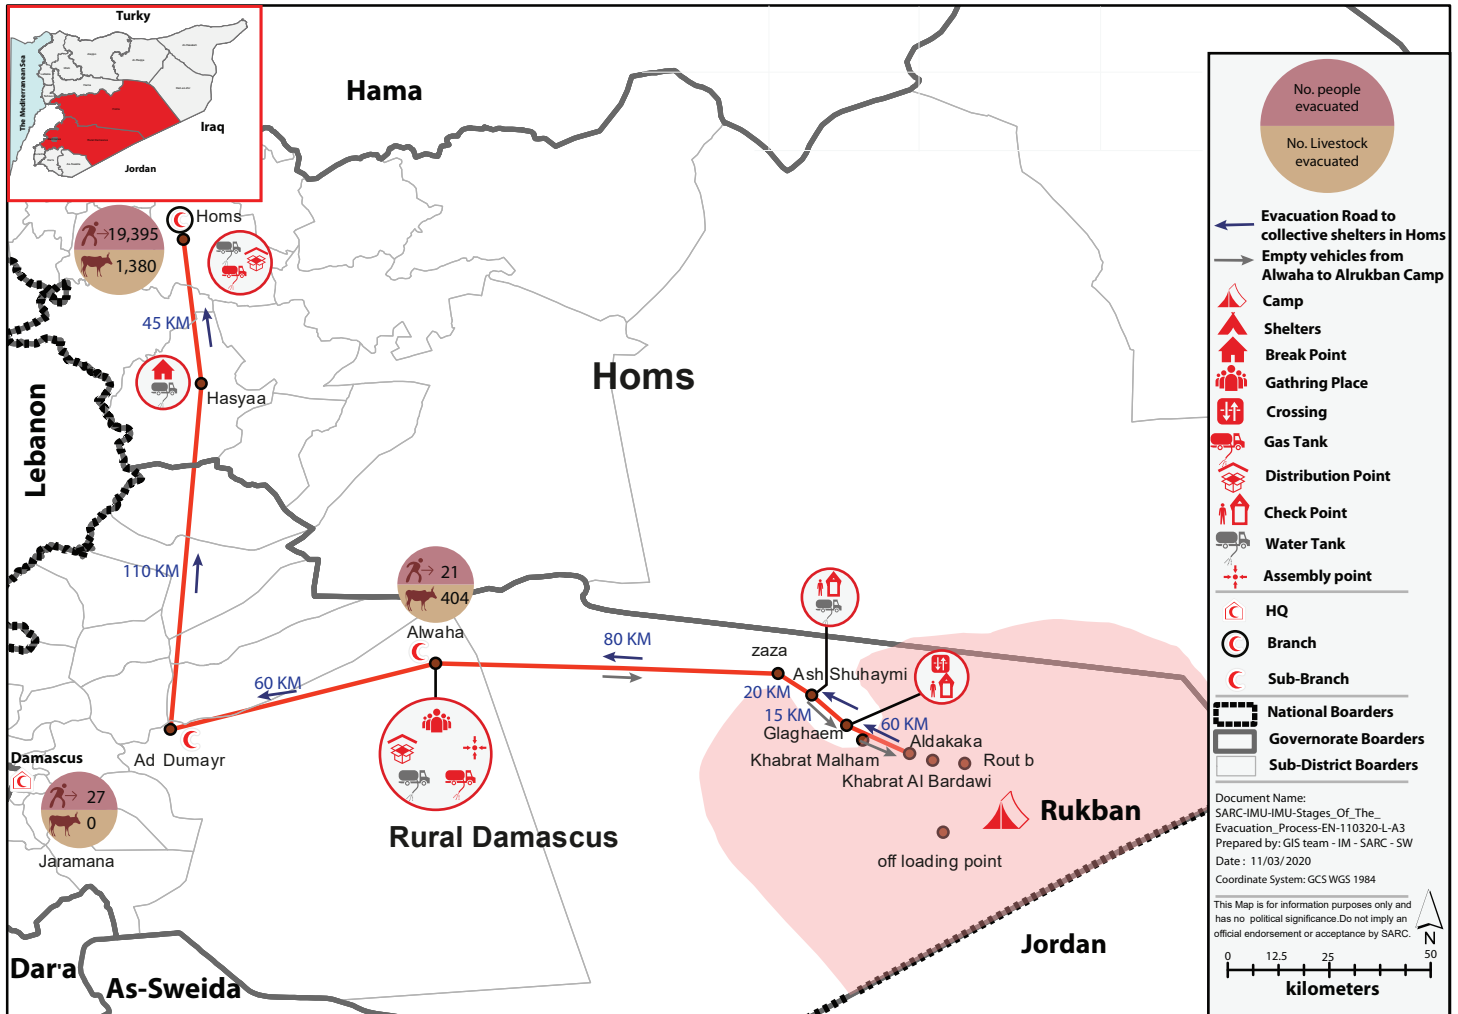 Turky
The Mediterranean Sea
Iraq
Jordan
Hama
Homs
19,395
1,380
45 KM
Hasyaa
Homs
Lebanon
110 KM
21
404
Alwaha
80 KM
60 KM
zaza
Ash Shuhaymi
20 KM
15 KM
Glaghaem
60 KM
Aldakaka
Khabrat Malham
Rout b
Khabrat Al Bardawi
Ad Dumayr
Damascus
27
0
Jaramana
Rural Damascus
Rukban
off loading point
Jordan
Dar'a
As-Sweida
No. people
evacuated
No. Livestock
evacuated
Evacuation Road to
collective shelters in Homs
Empty vehicles from
Alwaha to Alrukban Camp
Camp
Shelters
Break Point
Gathring Place
Crossing
Gas Tank
Distribution Point
Check Point
Water Tank
Assembly point
HQ
Branch
Sub-Branch
National Boarders
Governorate Boarders
Sub-District Boarders
Document Name:
SARC-IMU-IMU-Stages_Of_The_
Evacuation_Process-EN-110320-L-A3
Prepared by: GIS team - IM - SARC - SW
Date : 11/03/2020
Coordinate System: GCS WGS 1984
This Map is for information purposes only and
has no political significance.Do not imply an
official endorsement or acceptance by SARC.
N
0 12.5 25 50
kilometers